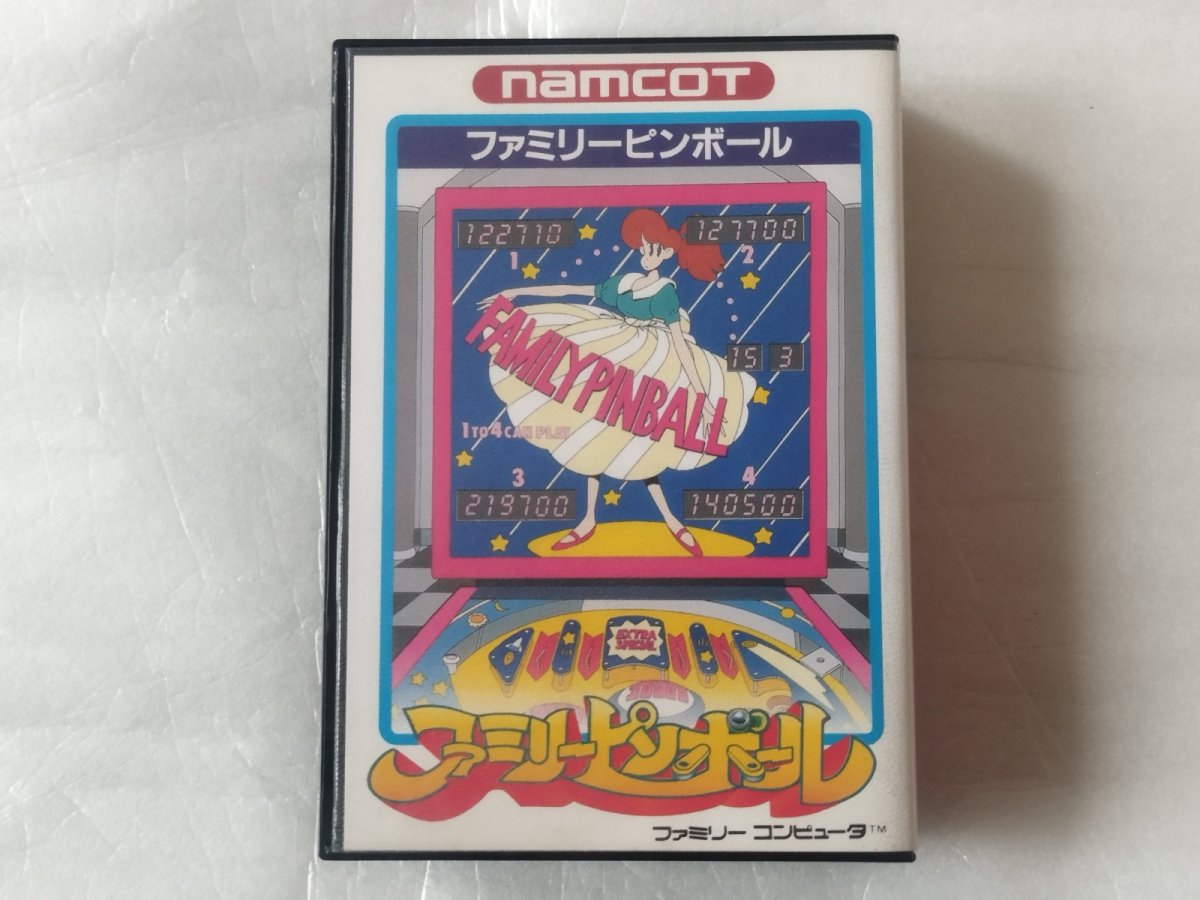 namcot
ファミリーピンボール
122710
127700
1
2
15 3
FAMILY PINBALL
1 TO 4 CAN PLAY
3
4
219700
140500
EXTRA
SPECIAL
ファミリーピンボール
ファミリー コンピュータ™